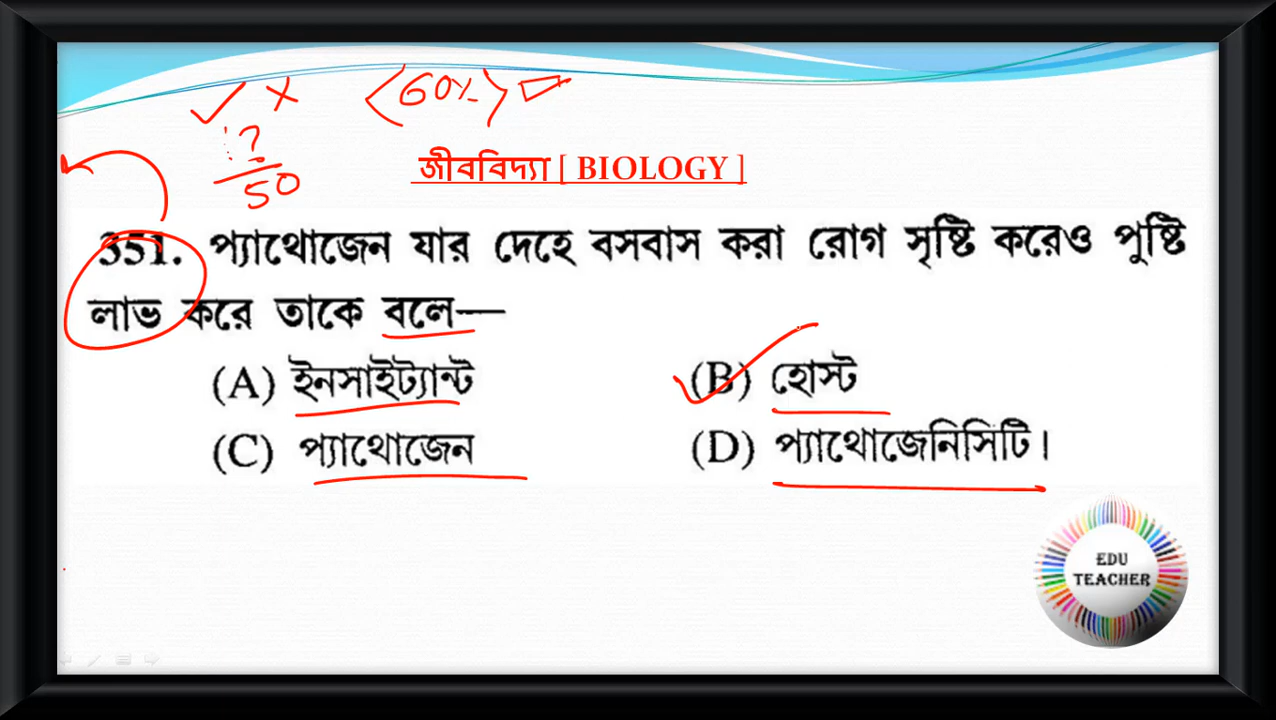 ✓ × (60%)
?
50
জীববিদ্যা [ BIOLOGY ]
351. প্যাথোজেন যার দেহে বসবাস করা রোগ সৃষ্টি করেও পুষ্টি
লাভ করে তাকে বলে—
(A) ইনসাইট্যান্ট (B) হোস্ট
(C) প্যাথোজেন (D) প্যাথোজেনিসিটি।
EDU
TEACHER